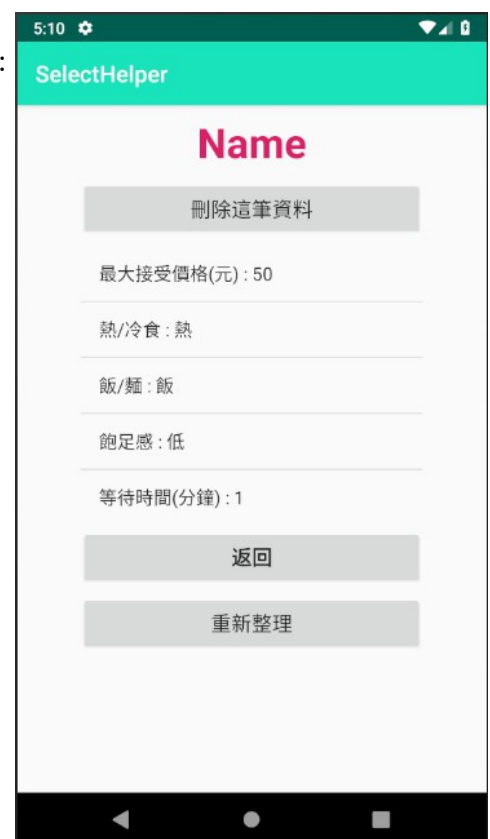 5:10
:
SelectHelper
Name
刪除這筆資料
最大接受價格(元) : 50
熱/冷食 : 熱
飯/麵 : 飯
飽足感 : 低
等待時間(分鐘) : 1
返回
重新整理